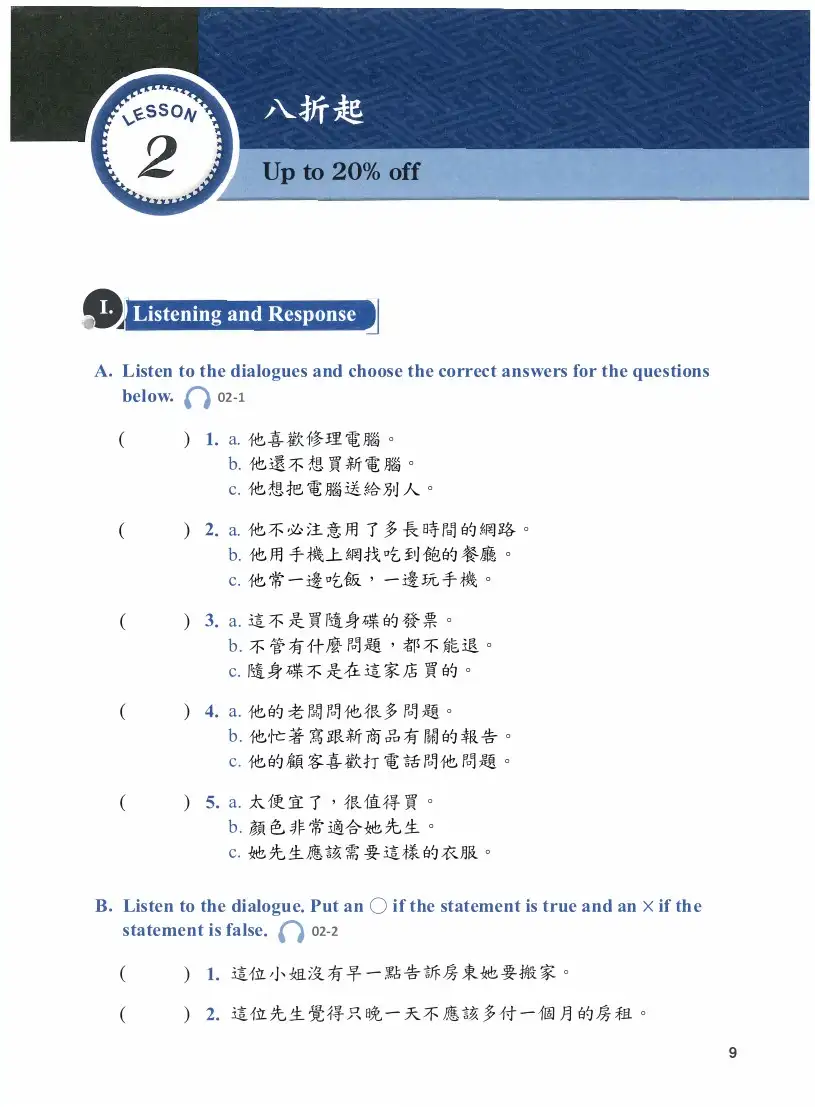 LESSON
2
八折起
Up to 20% off
I. Listening and Response
A. Listen to the dialogues and choose the correct answers for the questions
below. 02-1
( ) 1. a. 他喜歡修理電腦。
b. 他還不想買新電腦。
c. 他想把電腦送給別人。
( ) 2. a. 他不必注意用了多長時間的網路。
b. 他用手機上網找吃到飽的餐廳。
c. 他常一邊吃飯，一邊玩手機。
( ) 3. a. 這不是買隨身碟的發票。
b. 不管有什麼問題，都不能退。
c. 隨身碟不是在這家店買的。
( ) 4. a. 他的老闆問他很多問題。
b. 他忙著寫跟新商品有關的報告。
c. 他的顧客喜歡打電話問他問題。
( ) 5. a. 太便宜了，很值得買。
b. 顏色非常適合她先生。
c. 她先生應該需要這樣的衣服。
B. Listen to the dialogue. Put an ○ if the statement is true and an × if the
statement is false. 02-2
( ) 1. 這位小姐沒有早一點告訴房東她要搬家。
( ) 2. 這位先生覺得只晚一天不應該多付一個月的房租。
9